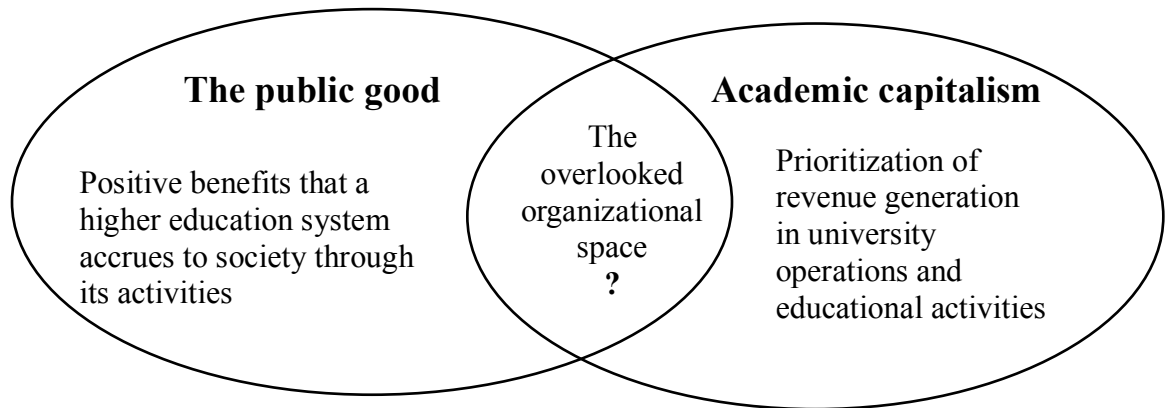 The public good
Positive benefits that a
higher education system
accrues to society through
its activities
The
overlooked
organizational
space
?
Academic capitalism
Prioritization of
revenue generation
in university
operations and
educational activities